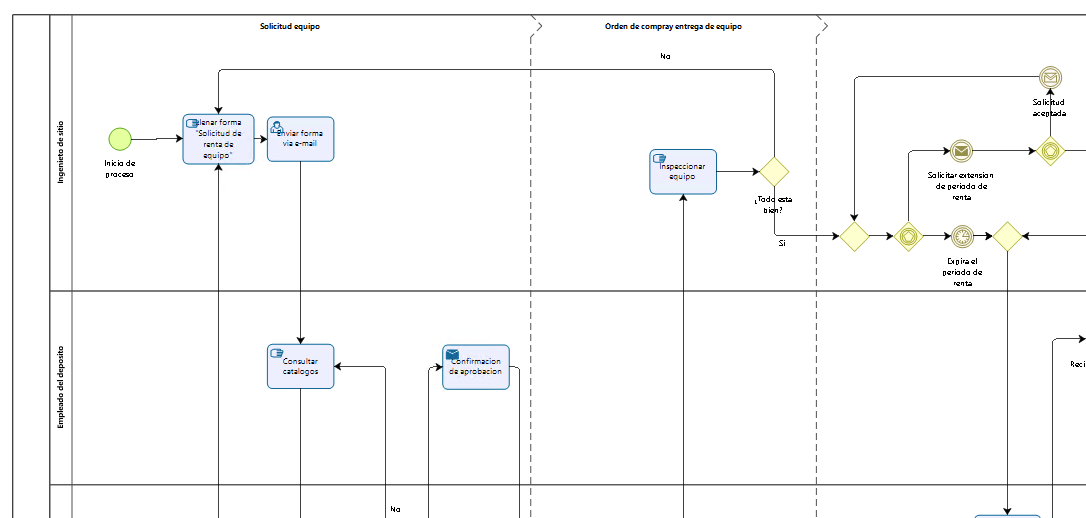 Solicitud equipo
Orden de compray entrega de equipo
Ingenieto de sitio
No
Llenar forma
"Solicitud de
renta de
equipo"
Enviar forma
via e-mail
Inicio de
proceso
Inspeccionar
equipo
¿Todo esta
bien?
Si
Solicitud
aceptada
Solicitar extension
de periodo de
renta
Expira el
periodo de
renta
Empleado del deposito
Consultar
catalogos
Confirmacion
de aprobacion
Reci
No